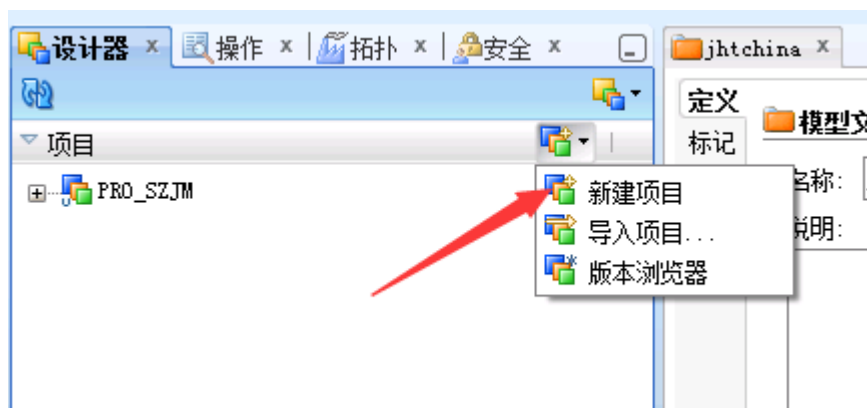 设计器 操作 拓扑 安全 jhtchina
定义
模型文
项目 标记
PRO_SZJM
新建项目 名称:
导入项目... 说明:
版本浏览器